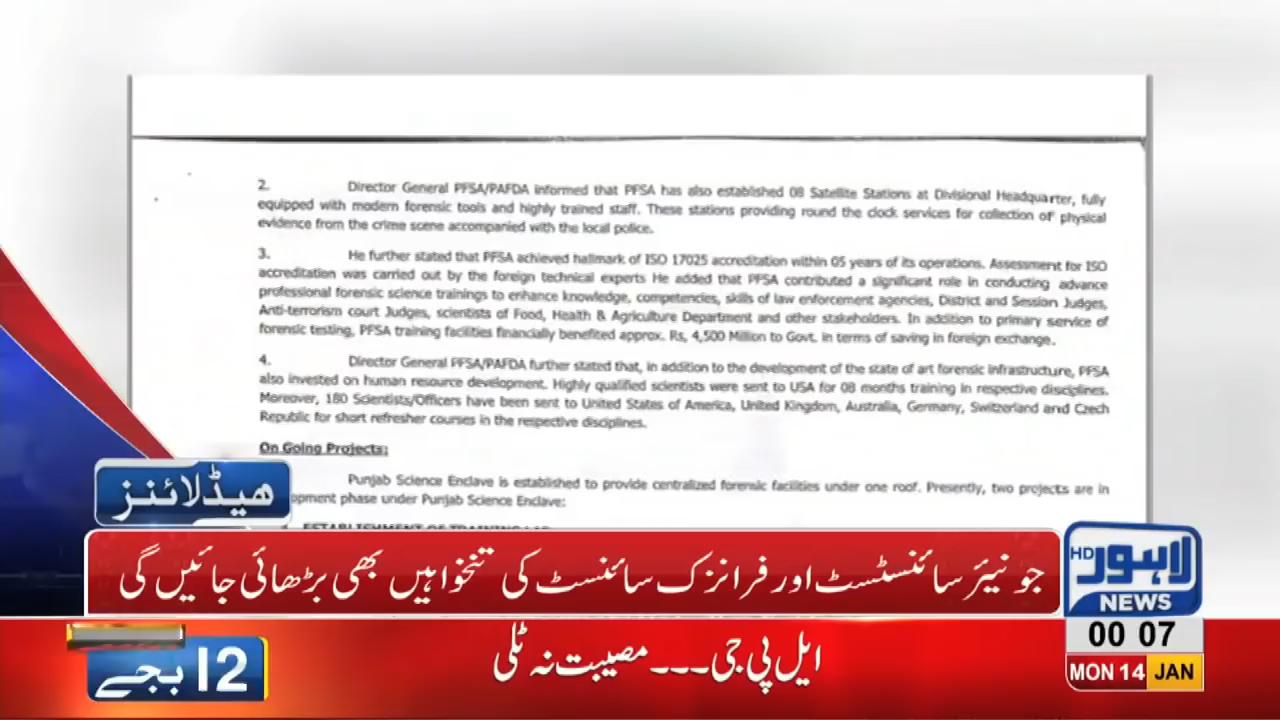 2. Director General PFSA/PAFDA informed that PFSA has also established 08 Satellite Stations at Divisional Headquarter, fully
equipped with modern forensic tools and highly trained staff. These stations providing round the clock services for collection of physical
evidence from the crime scene accompanied with the local police.
3. He further stated that PFSA achieved hallmark of ISO 17025 accreditation within 05 years of its operations. Assessment for ISO
accreditation was carried out by the foreign technical experts He added that PFSA contributed a significant role in conducting advance
professional forensic science trainings to enhance knowledge, competencies, skills of law enforcement agencies, District and Session Judges,
Anti-terrorism court Judges, scientists of Food, Health & Agriculture Department and other stakeholders. In addition to primary service of
forensic testing, PFSA training facilities financially benefited approx. Rs, 4,500 Million to Govt. in terms of saving in foreign exchange.
4. Director General PFSA/PAFDA further stated that, in addition to the development of the state of art forensic infrastructure, PFSA
also invested on human resource development. Highly qualified scientists were sent to USA for 08 months training in respective disciplines.
Moreover, 180 Scientists/Officers have been sent to United States of America, United Kingdom, Australia, Germany, Switzerland and Czech
Republic for short refresher courses in the respective disciplines.
On Going Projects:
Punjab Science Enclave is established to provide centralized forensic facilities under one roof. Presently, two projects are in
opment phase under Punjab Science Enclave:
ESTABLISHMENT OF TRAINING LAB
ہیڈلائنز
جونیئر سائنسٹسٹ اور فرانزک سائنسٹ کی تنخواہیں بھی بڑھائی جائیں گی
HD لاہور
NEWS
00 07
MON 14 JAN
12 بجے
ایل پی جی ۔۔۔ مصیبت نہ ٹلی